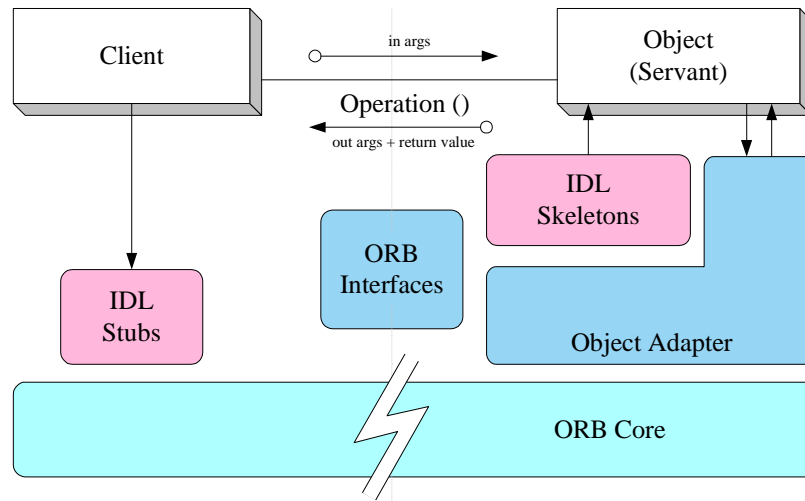 Client
in args
Object
(Servant)
Operation ()
out args + return value
IDL
Skeletons
ORB
Interfaces
IDL
Stubs
Object Adapter
ORB Core